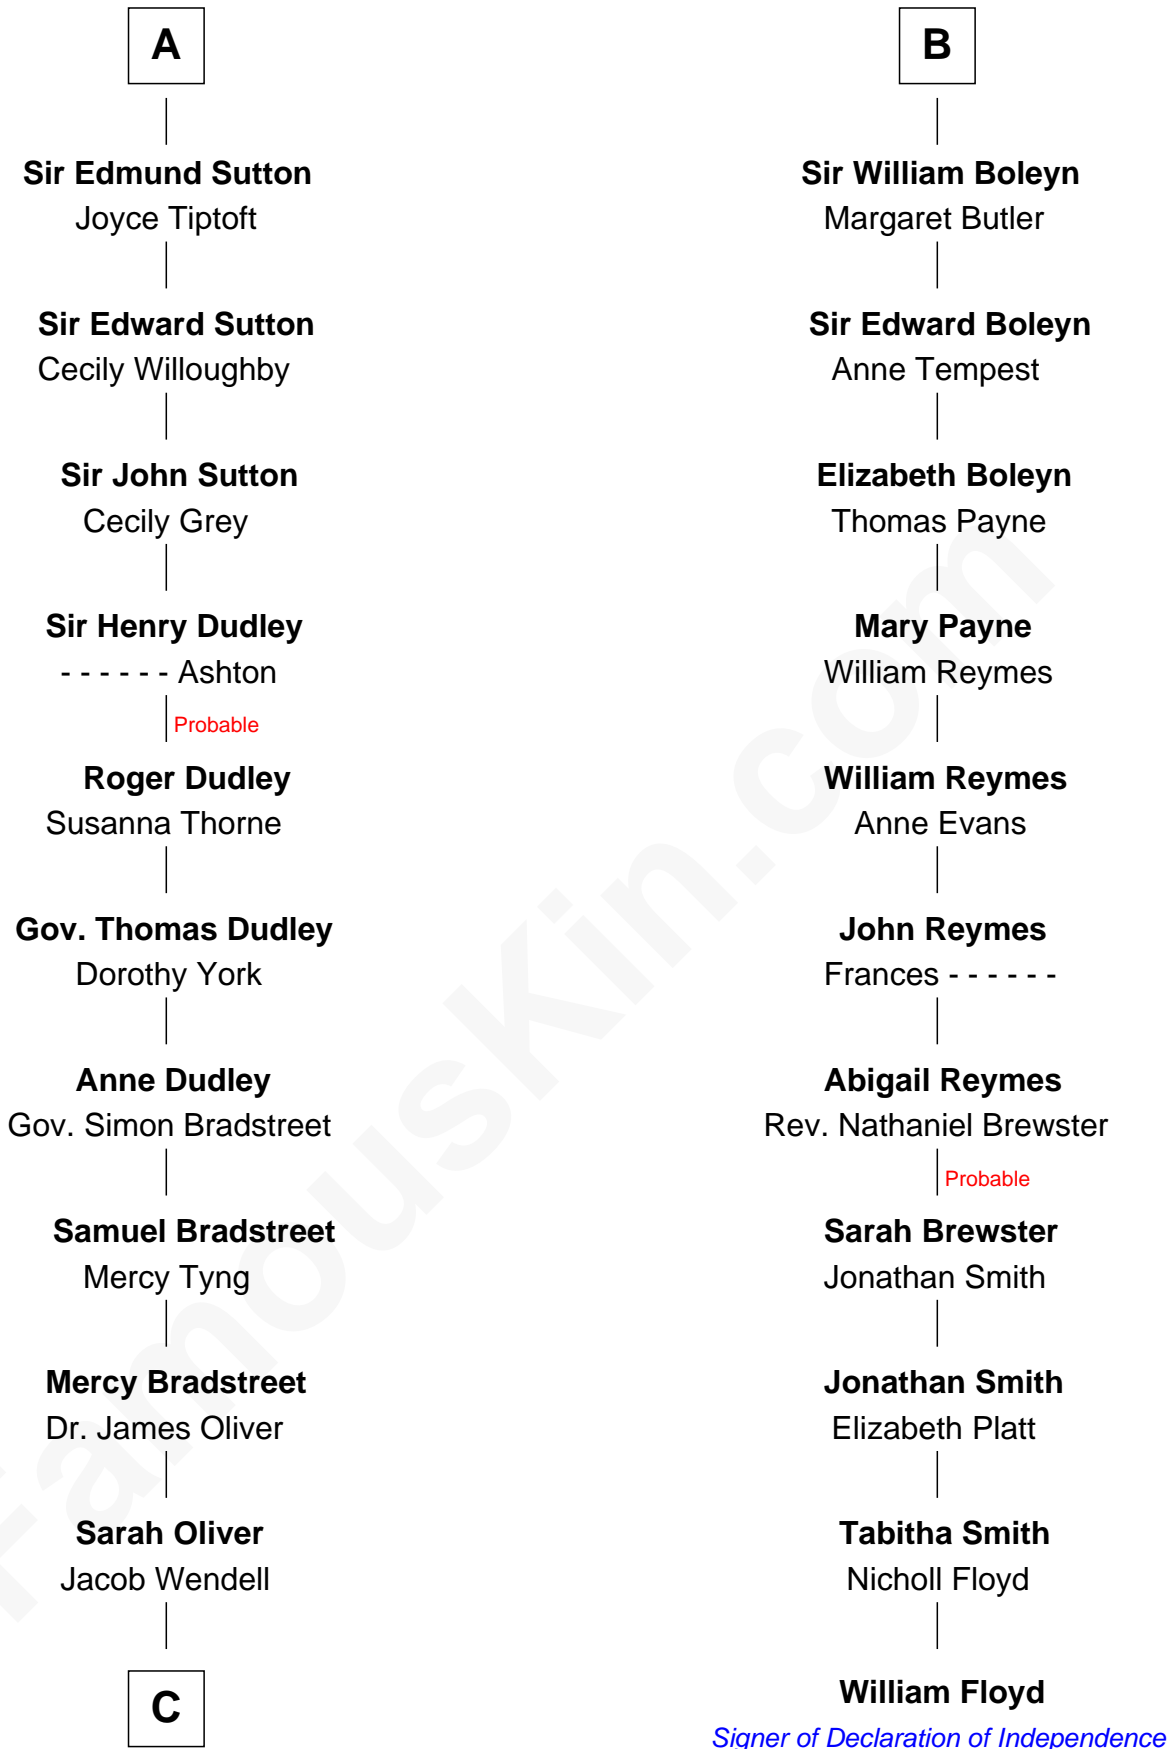 A
Sir Edmund Sutton
Joyce Tiptoft
Sir Edward Sutton
Cecily Willoughby
Sir John Sutton
Cecily Grey
Sir Henry Dudley
- - - - - - Ashton
Probable
Roger Dudley
Susanna Thorne
Gov. Thomas Dudley
Dorothy York
Anne Dudley
Gov. Simon Bradstreet
Samuel Bradstreet
Mercy Tyng
Mercy Bradstreet
Dr. James Oliver
Sarah Oliver
Jacob Wendell
C
B
Sir William Boleyn
Margaret Butler
Sir Edward Boleyn
Anne Tempest
Elizabeth Boleyn
Thomas Payne
Mary Payne
William Reymes
William Reymes
Anne Evans
John Reymes
Frances - - - - - -
Abigail Reymes
Rev. Nathaniel Brewster
Probable
Sarah Brewster
Jonathan Smith
Jonathan Smith
Elizabeth Platt
Tabitha Smith
Nicholl Floyd
William Floyd
Signer of Declaration of Independence
FamousKin.com